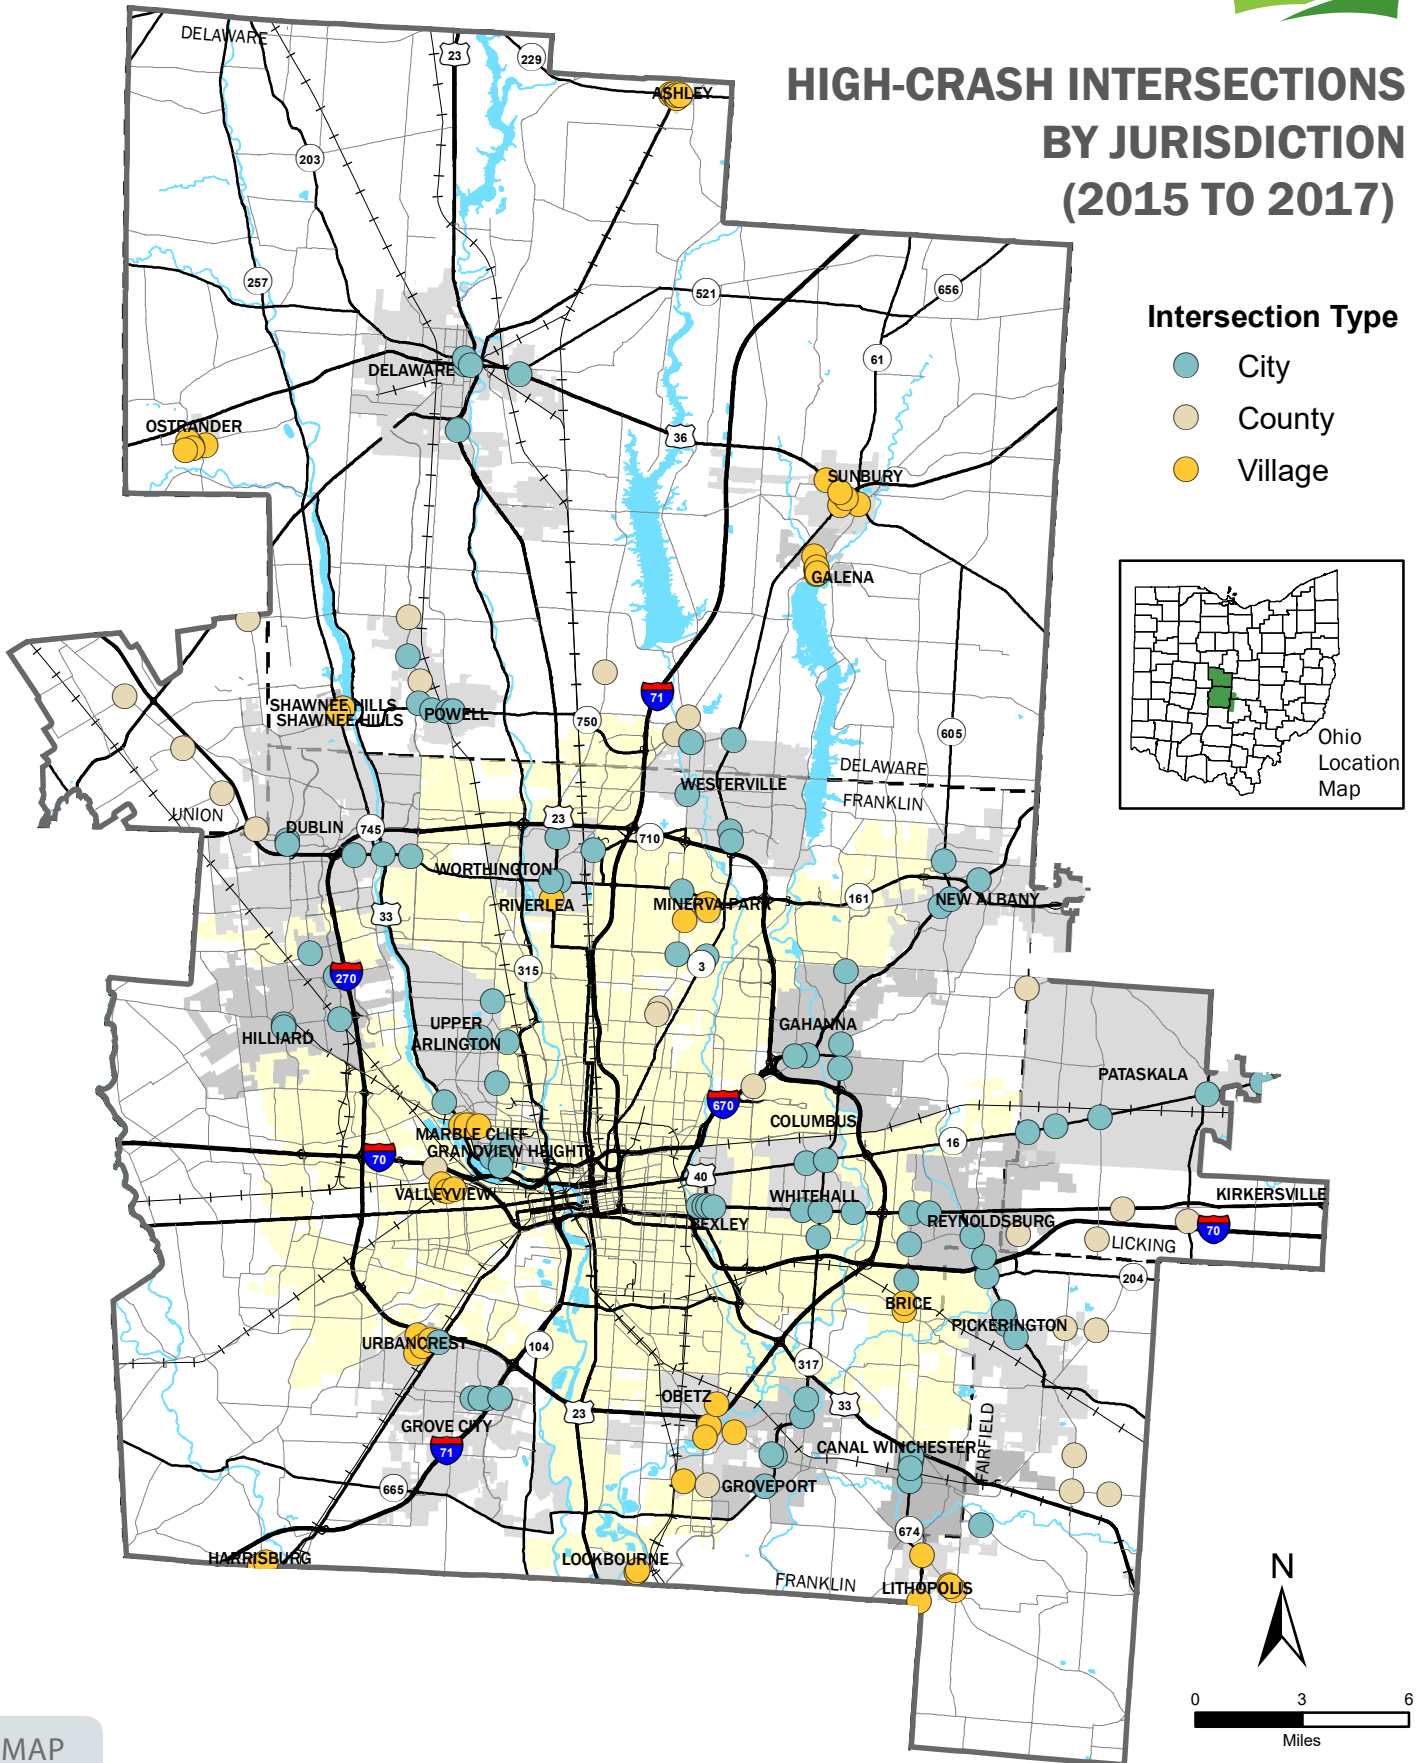 HIGH-CRASH INTERSECTIONS
BY JURISDICTION
(2015 TO 2017)
Intersection Type
City
County
Village
Ohio
Location
Map
DELAWARE
23
229
ASHLEY
203
257
521
656
61
DELAWARE
OSTRANDER
36
SUNBURY
GALENA
SHAWNEE HILLS
SHAWNEE HILLS
POWELL
71
750
605
DELAWARE
WESTERVILLE
FRANKLIN
UNION
DUBLIN
745
23
710
WORTHINGTON
RIVERLEA
MINERVA PARK
161
NEW ALBANY
33
270
315
3
HILLIARD
UPPER
ARLINGTON
GAHANNA
PATASKALA
670
COLUMBUS
MARBLE CLIFF
GRANDVIEW HEIGHTS
16
70
40
VALLEYVIEW
WHITEHALL
KIRKERSVILLE
BEXLEY
REYNOLDSBURG
70
LICKING
204
BRICE
PICKERINGTON
URBANCREST
104
317
OBETZ
33
23
GROVE CITY
71
CANAL WINCHESTER
FAIRFIELD
665
GROVEPORT
674
HARRISBURG
LOCKBOURNE
FRANKLIN
LITHOPOLIS
N
0 3 6
Miles
MAP